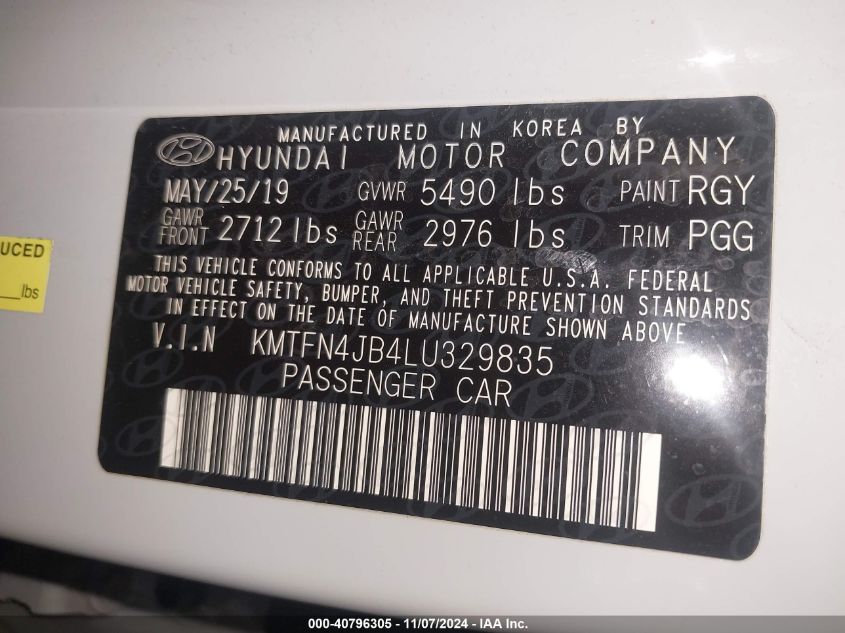 MANUFACTURED IN KOREA BY
HYUNDAI MOTOR COMPANY
MAY/25/19 GVWR 5490 lbs PAINT RGY
GAWR FRONT 2712 lbs GAWR REAR 2976 lbs TRIM PGG
THIS VEHICLE CONFORMS TO ALL APPLICABLE U.S.A. FEDERAL
MOTOR VEHICLE SAFETY, BUMPER, AND THEFT PREVENTION STANDARDS
IN EFFECT ON THE DATE OF MANUFACTURE SHOWN ABOVE
V.I.N KMTFN4JB4LU329835
PASSENGER CAR
UCED
lbs
000-40796305 - 11/07/2024 - IAA Inc.